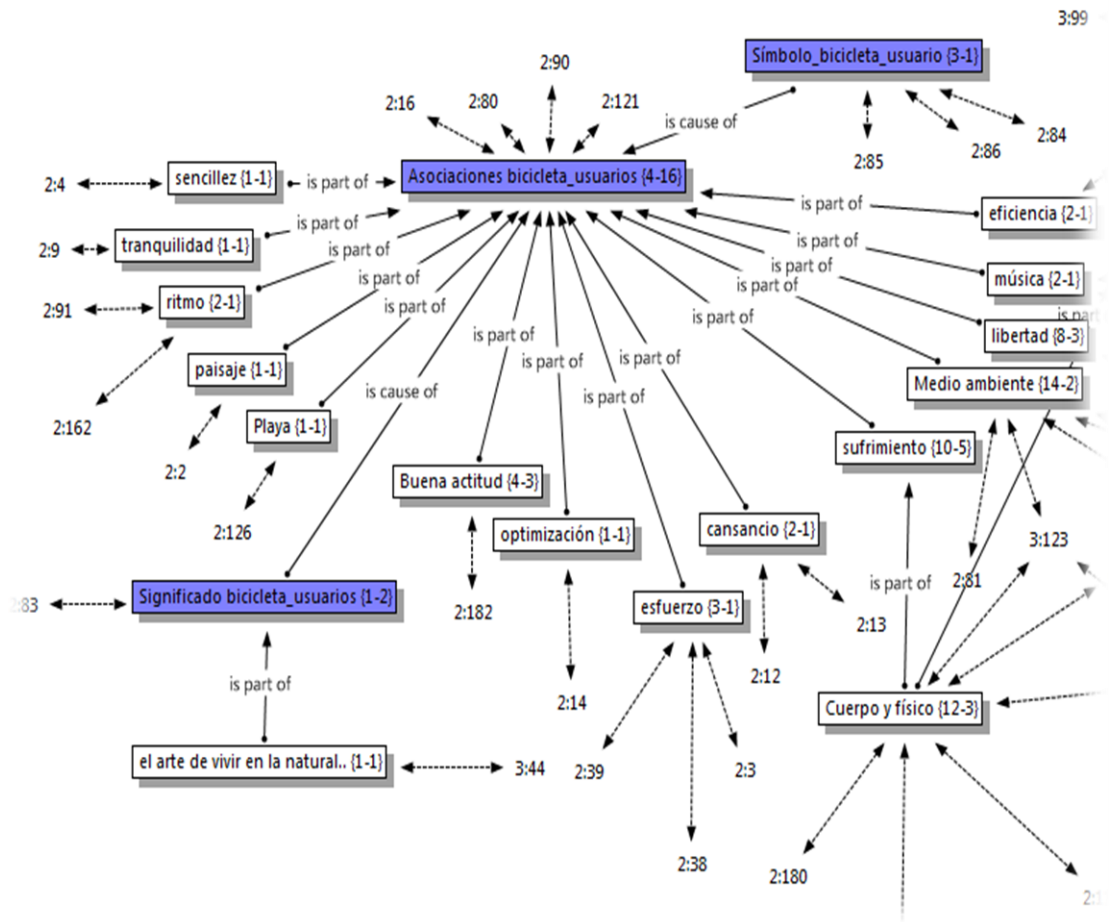 3:99
Símbolo_bicicleta_usuario {3-1}
2:90
2:16
2:80
2:121
is cause of
2:84
2:86
2:85
2:4
sencillez {1-1}
is part of
Asociaciones bicicleta_usuarios {4-16}
is part of
eficiencia {2-1}
2:9
tranquilidad {1-1}
is part of
is part of
is part of
música {2-1}
2:91
ritmo {2-1}
is part of
is part of
is part of
is part of
is part of
libertad {8-3}
is part of
paisaje {1-1}
is part of
is part of
is part of
Medio ambiente {14-2}
2:162
Playa {1-1}
is cause of
is part of
sufrimiento {10-5}
2:2
2:126
Buena actitud {4-3}
optimización {1-1}
cansancio {2-1}
3:123
2:81
is part of
2:83
Significado bicicleta_usuarios {1-2}
2:182
esfuerzo {3-1}
2:13
2:12
is part of
2:14
Cuerpo y físico {12-3}
el arte de vivir en la natural.. {1-1}
3:44
2:39
2:3
2:38
2:180